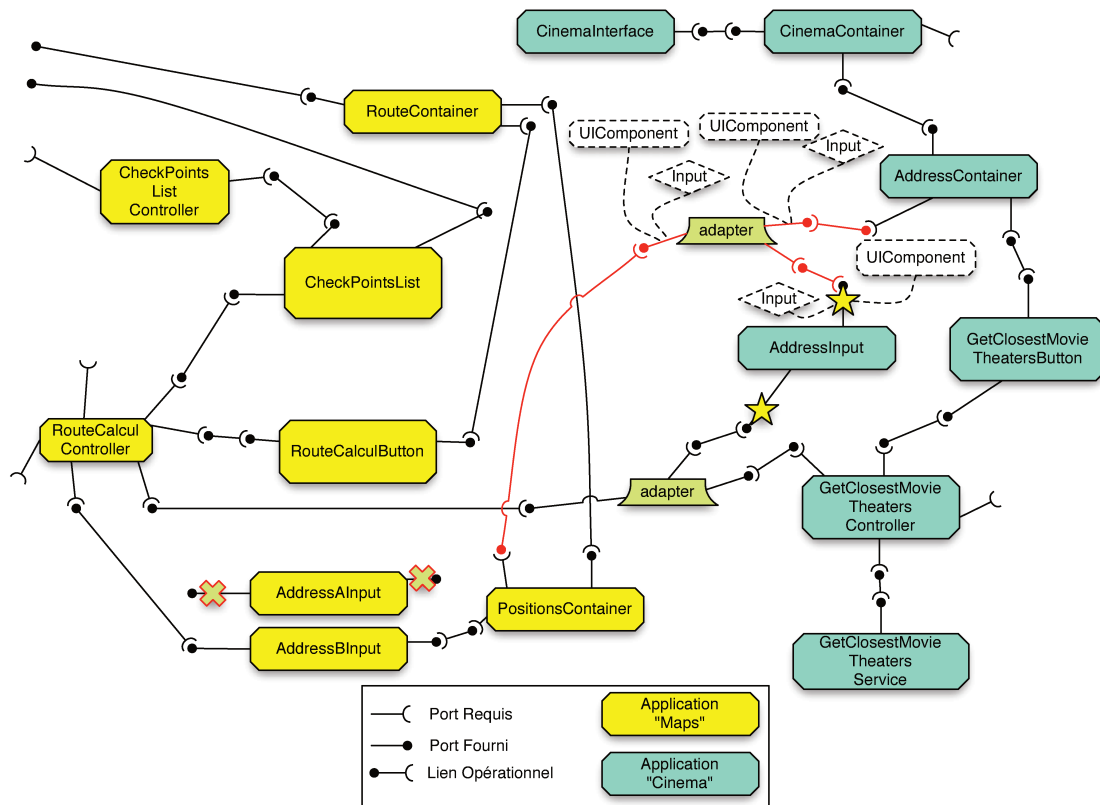 CinemaInterface
CinemaContainer
RouteContainer
UIComponent
UIComponent
Input
Input
CheckPoints
List
Controller
AddressContainer
adapter
UIComponent
CheckPointsList
Input
AddressInput
GetClosestMovie
TheatersButton
RouteCalcul
Controller
RouteCalculButton
adapter
GetClosestMovie
Theaters
Controller
AddressAInput
PositionsContainer
AddressBInput
GetClosestMovie
Theaters
Service
Port Requis
Port Fourni
Lien Opérationnel
Application
"Maps"
Application
"Cinema"